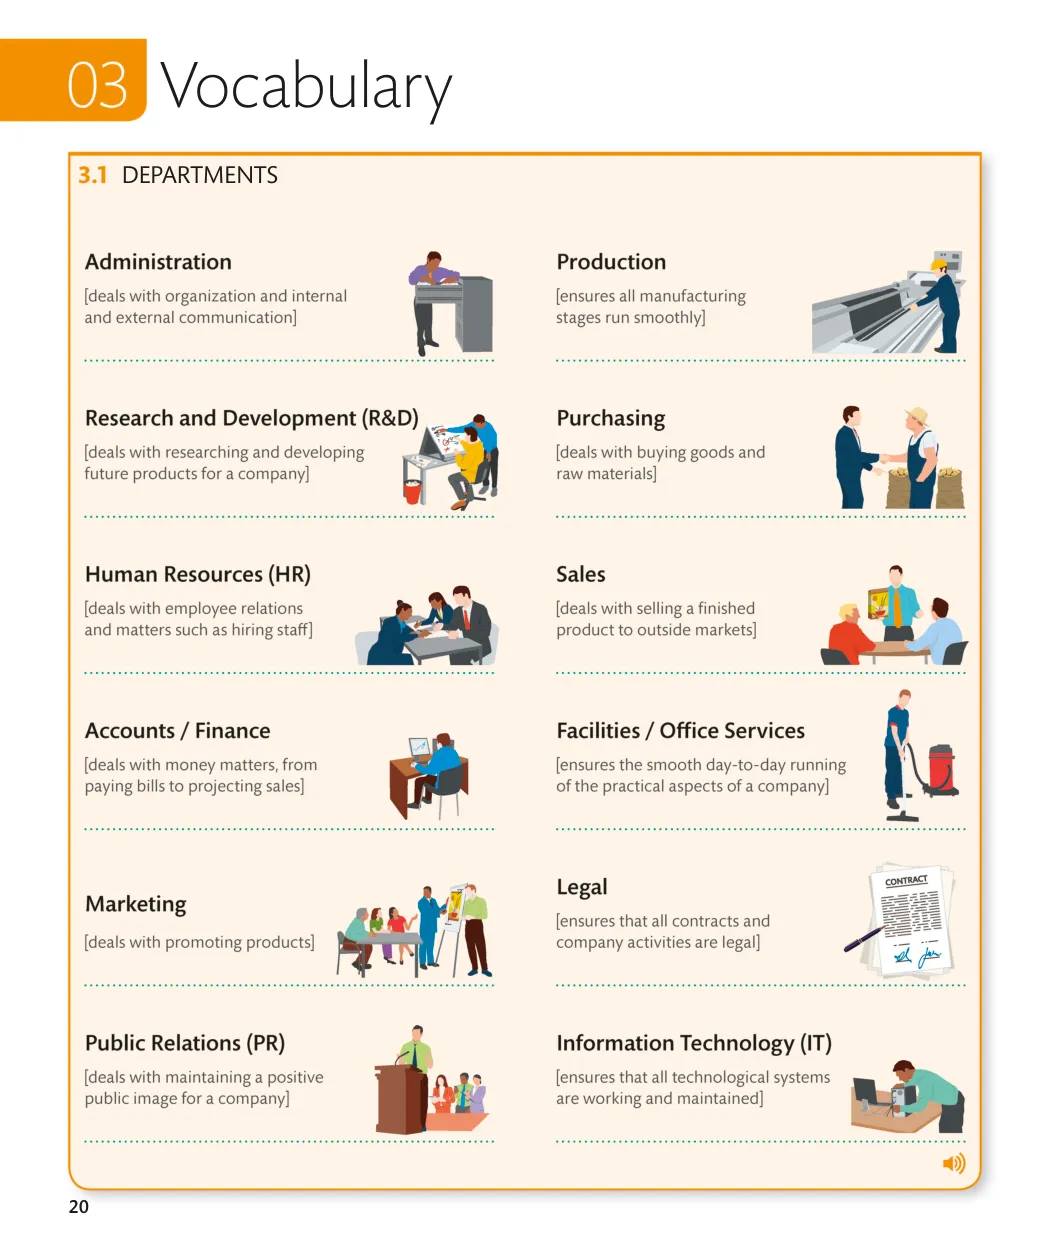 03 Vocabulary
3.1 DEPARTMENTS
Administration
[deals with organization and internal
and external communication]
Research and Development (R&D)
[deals with researching and developing
future products for a company]
Human Resources (HR)
[deals with employee relations
and matters such as hiring staff]
Accounts / Finance
[deals with money matters, from
paying bills to projecting sales]
Marketing
[deals with promoting products]
Public Relations (PR)
[deals with maintaining a positive
public image for a company]
Production
[ensures all manufacturing
stages run smoothly]
Purchasing
[deals with buying goods and
raw materials]
Sales
[deals with selling a finished
product to outside markets]
Facilities / Office Services
[ensures the smooth day-to-day running
of the practical aspects of a company]
Legal
[ensures that all contracts and
company activities are legal]
CONTRACT
Information Technology (IT)
[ensures that all technological systems
are working and maintained]
20